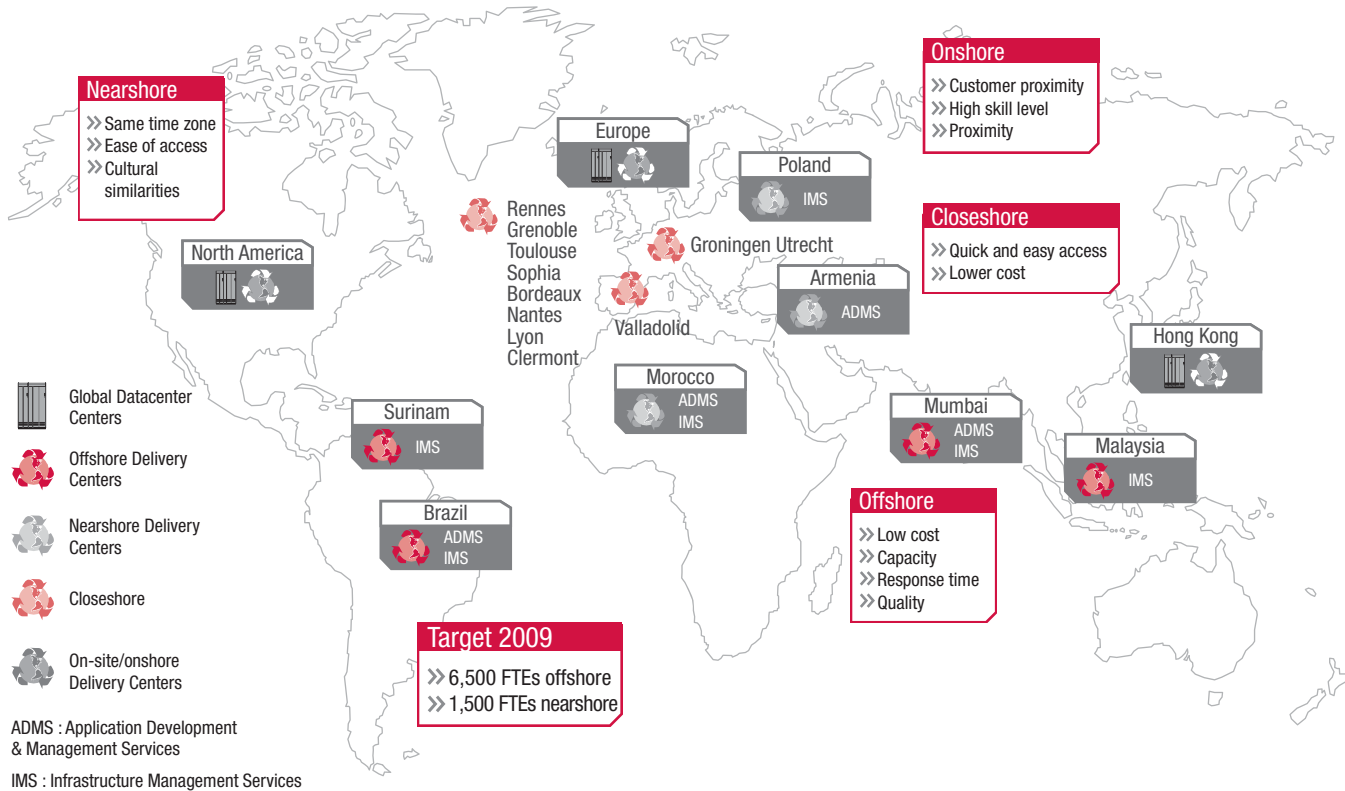 Nearshore
>> Same time zone
>> Ease of access
>> Cultural
similarities
Onshore
>> Customer proximity
>> High skill level
>> Proximity
Europe
Poland
IMS
Rennes
Grenoble
Toulouse
Sophia
Bordeaux
Nantes
Lyon
Clermont
Groningen Utrecht
Valladolid
Closeshore
>> Quick and easy access
>> Lower cost
North America
Armenia
ADMS
Hong Kong
Morocco
ADMS
IMS
Surinam
IMS
Mumbai
ADMS
IMS
Malaysia
IMS
Brazil
ADMS
IMS
Offshore
>> Low cost
>> Capacity
>> Response time
>> Quality
Target 2009
>> 6,500 FTEs offshore
>> 1,500 FTEs nearshore
Global Datacenter
Centers
Offshore Delivery
Centers
Nearshore Delivery
Centers
Closeshore
On-site/onshore
Delivery Centers
ADMS : Application Development
& Management Services
IMS : Infrastructure Management Services